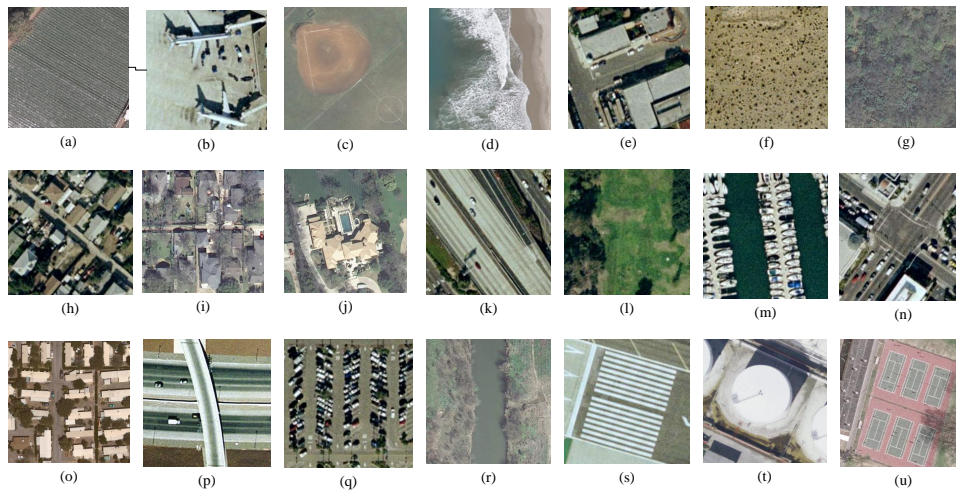 (a) (b) (c) (d) (e) (f) (g)
(h) (i) (j) (k) (l) (m) (n)
(o) (p) (q) (r) (s) (t) (u)